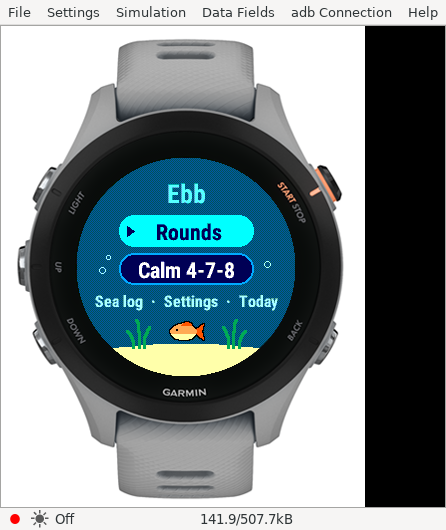 File Settings Simulation Data Fields adb Connection Help
LIGHT
START STOP
UP
DOWN
BACK
Ebb
Rounds
Calm 4-7-8
Sea log · Settings · Today
GARMIN
Off 141.9/507.7kB